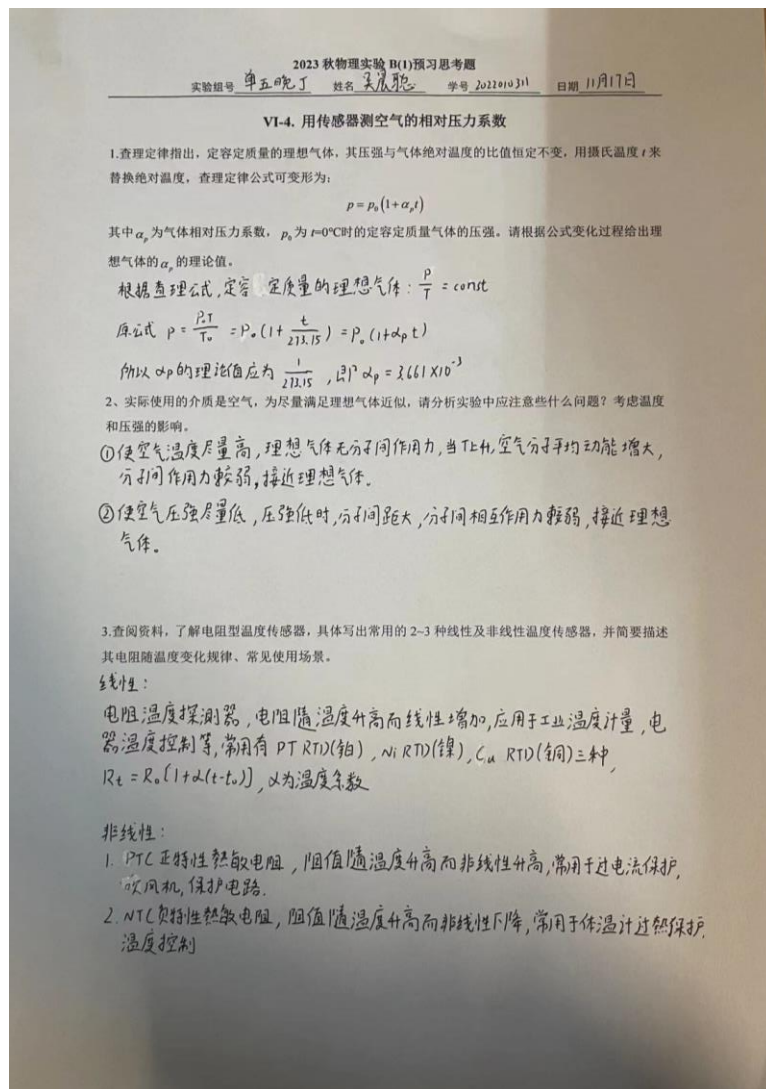 2023 秋物理实验 B(1)预习思考题
实验组号 单五晚丁 姓名 吴宸聪 学号 2022010311 日期 11月17日
VI-4. 用传感器测空气的相对压力系数
1.查理定律指出，定容定质量的理想气体，其压强与气体绝对温度的比值恒定不变，用摄氏温度 t 来
替换绝对温度，查理定律公式可变形为：
p = p₀(1+αₚt)
其中αₚ为气体相对压力系数，p₀为 t=0℃时的定容定质量气体的压强。请根据公式变化过程给出理
想气体的αₚ的理论值。
根据查理公式,定容 定质量的理想气体: P/T = const
原公式 P = P₀T/T₀ = P₀(1+ t/273.15) = P₀(1+αpt)
所以αp的理论值应为 1/273.15 ,即 αp = 3.661×10⁻³
2、实际使用的介质是空气，为尽量满足理想气体近似，请分析实验中应注意些什么问题？考虑温度
和压强的影响。
①使空气温度尽量高,理想气体无分子间作用力,当T上升,空气分子平均动能增大,
分子间作用力较弱,接近理想气体。
②使空气压强尽量低,压强低时,分子间距大,分子间相互作用力较弱,接近理想
气体。
3.查阅资料，了解电阻型温度传感器，具体写出常用的 2~3 种线性及非线性温度传感器，并简要描述
其电阻随温度变化规律、常见使用场景。
线性:
电阻温度探测器,电阻随温度升高而线性增加,应用于工业温度计量,电
器温度控制等,常用有 PT RTD(铂),Ni RTD(镍),Cu RTD(铜)三种,
Rt = R₀[1+α(t-t₀)],α为温度系数
非线性:
1. PTC正特性热敏电阻,阻值随温度升高而非线性升高,常用于过电流保护,
吹风机,保护电路.
2. NTC负特性热敏电阻,阻值随温度升高而非线性下降,常用于体温计过热保护.
温度控制